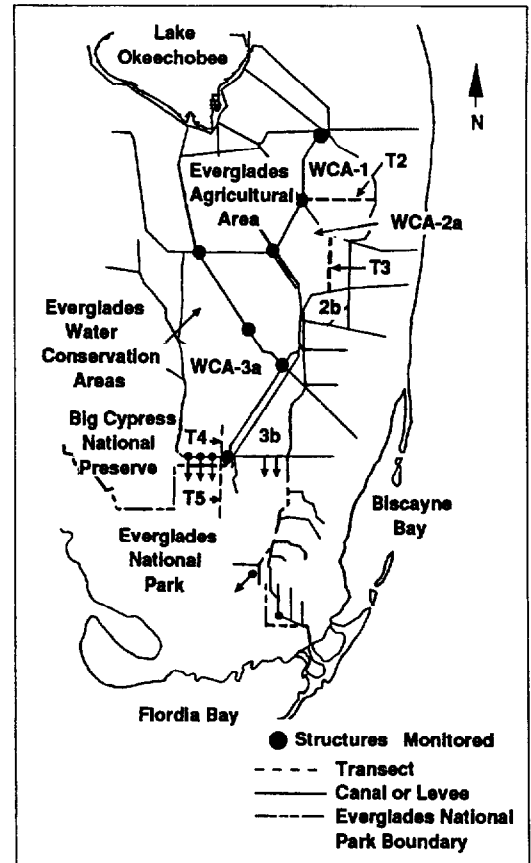 Lake
Okeechobee
N
WCA-1
T2
Everglades
Agricultural
Area
WCA-2a
T3
2b
Everglades
Water
Conservation
Areas
WCA-3a
Big Cypress
National
Preserve
T4
3b
T5
Biscayne
Bay
Everglades
National
Park
Flordia Bay
Structures Monitored
Transect
Canal or Levee
Everglades National
Park Boundary